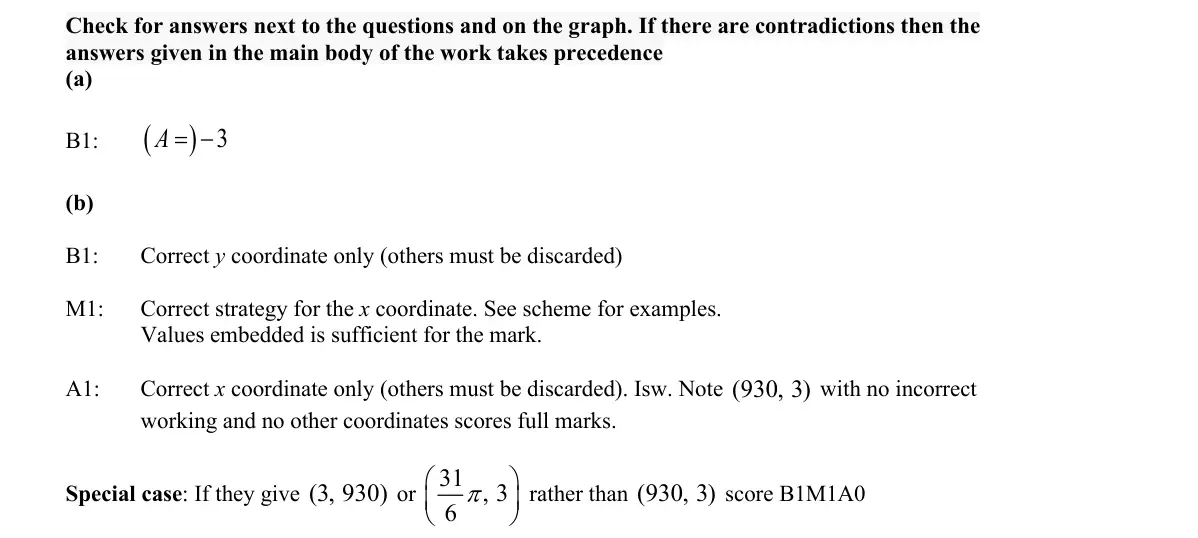 Check for answers next to the questions and on the graph. If there are contradictions then the
answers given in the main body of the work takes precedence
(a)
B1: (A =)−3
(b)
B1: Correct y coordinate only (others must be discarded)
M1: Correct strategy for the x coordinate. See scheme for examples.
Values embedded is sufficient for the mark.
A1: Correct x coordinate only (others must be discarded). Isw. Note (930, 3) with no incorrect
working and no other coordinates scores full marks.
Special case: If they give (3, 930) or (31/6 π, 3) rather than (930, 3) score B1M1A0